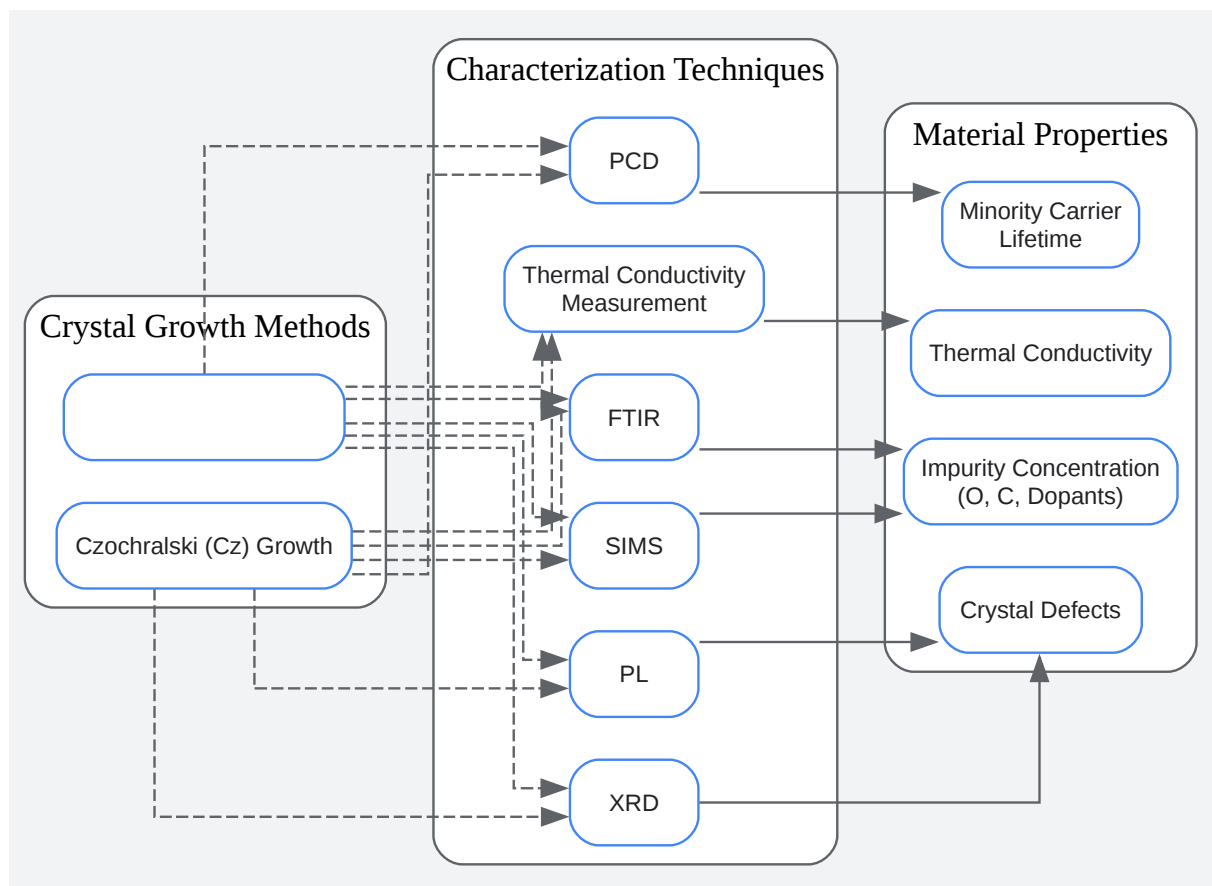 Characterization Techniques
PCD
Thermal Conductivity
Measurement
FTIR
SIMS
PL
XRD
Crystal Growth Methods
Czochralski (Cz) Growth
Material Properties
Minority Carrier
Lifetime
Thermal Conductivity
Impurity Concentration
(O, C, Dopants)
Crystal Defects